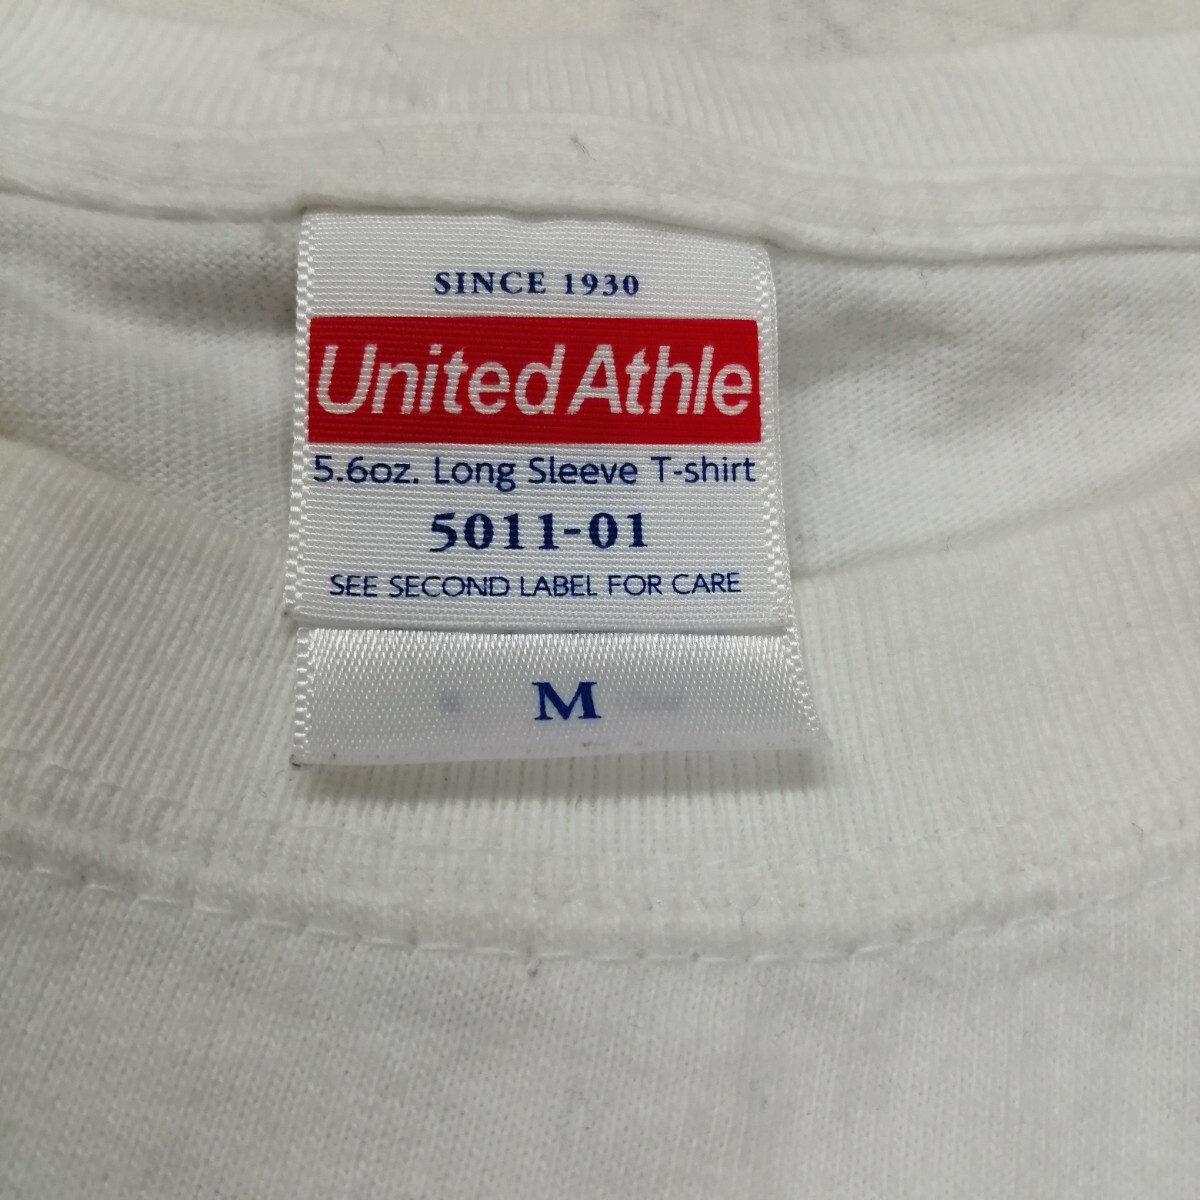 SINCE 1930
United Athle
5.6oz. Long Sleeve T-shirt
5011-01
SEE SECOND LABEL FOR CARE
M